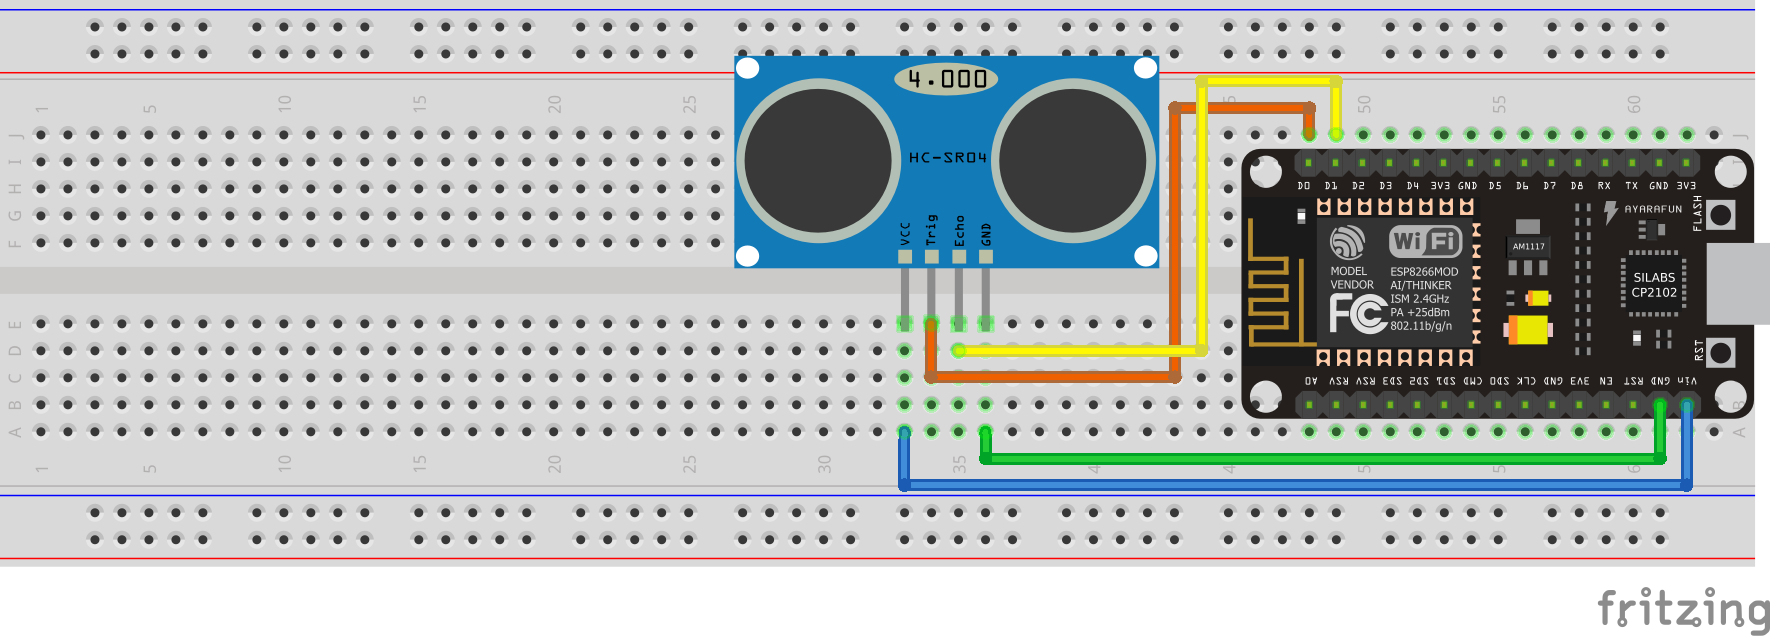 4.000
1 5 10 15 20 25 50 55 60
J J
I
H
G
F
HC-SR04
VCC Trig Echo GND
D0 D1 D2 D3 D4 3V3 GND D5 D6 D7 D8 RX TX GND 3V3
AYARAFUN
FLASH
WiFi
AM1117
MODEL
VENDOR
ESP8266MOD
AI/THINKER
ISM 2.4GHz
PA +25dBm
802.11b/g/n
FC
SILABS
CP2102
RST
A0 RSV RSV SD3 SD2 SD1 CMD SD0 CLK GND 3V3 EN RST GND Vin
E
D
C
B B
A A
1 5 10 15 20 25 30 35
fritzing